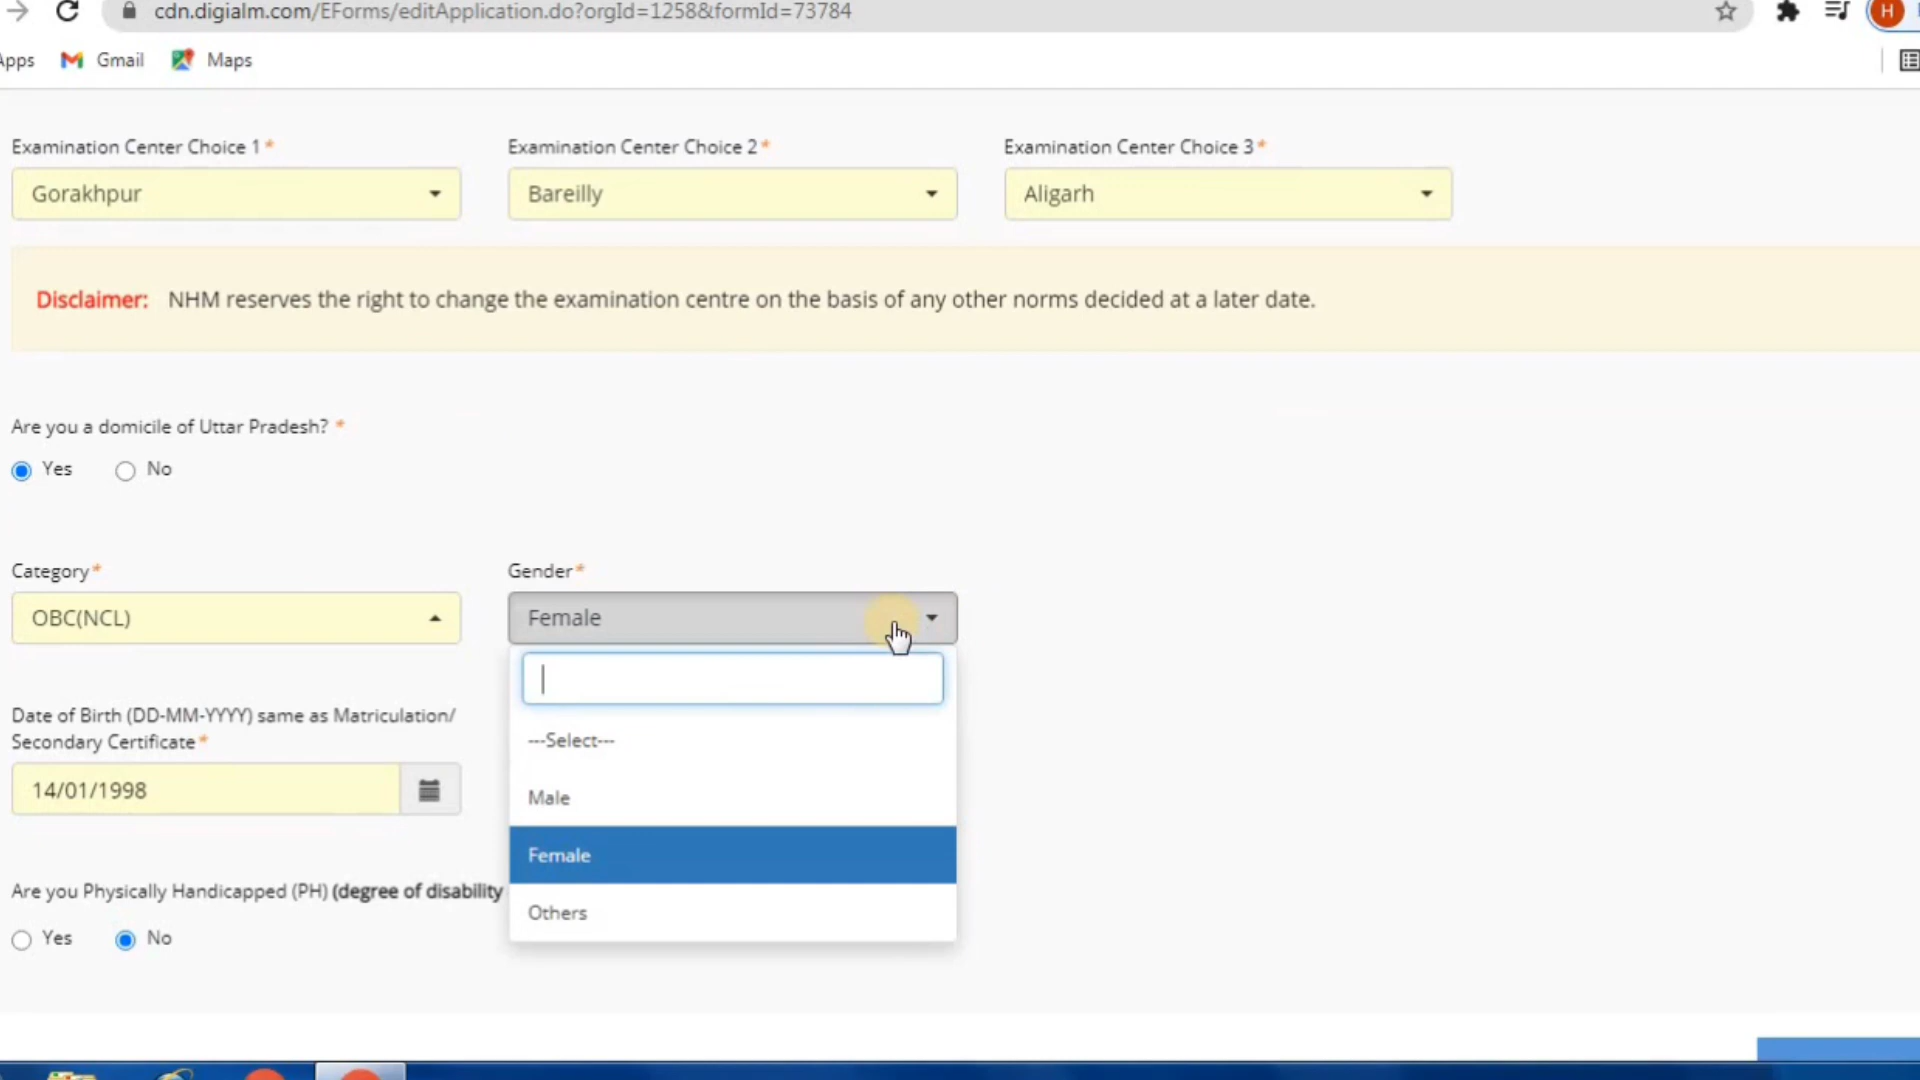 cdn.digialm.com/EForms/editApplication.do?orgId=1258&formId=73784
H
Apps Gmail Maps
Examination Center Choice 1* Examination Center Choice 2* Examination Center Choice 3*
Gorakhpur Bareilly Aligarh
Disclaimer: NHM reserves the right to change the examination centre on the basis of any other norms decided at a later date.
Are you a domicile of Uttar Pradesh? *
Yes No
Category* Gender*
OBC(NCL) Female
---Select---
Male
Female
Others
Date of Birth (DD-MM-YYYY) same as Matriculation/
Secondary Certificate*
14/01/1998
Are you Physically Handicapped (PH) (degree of disability
Yes No